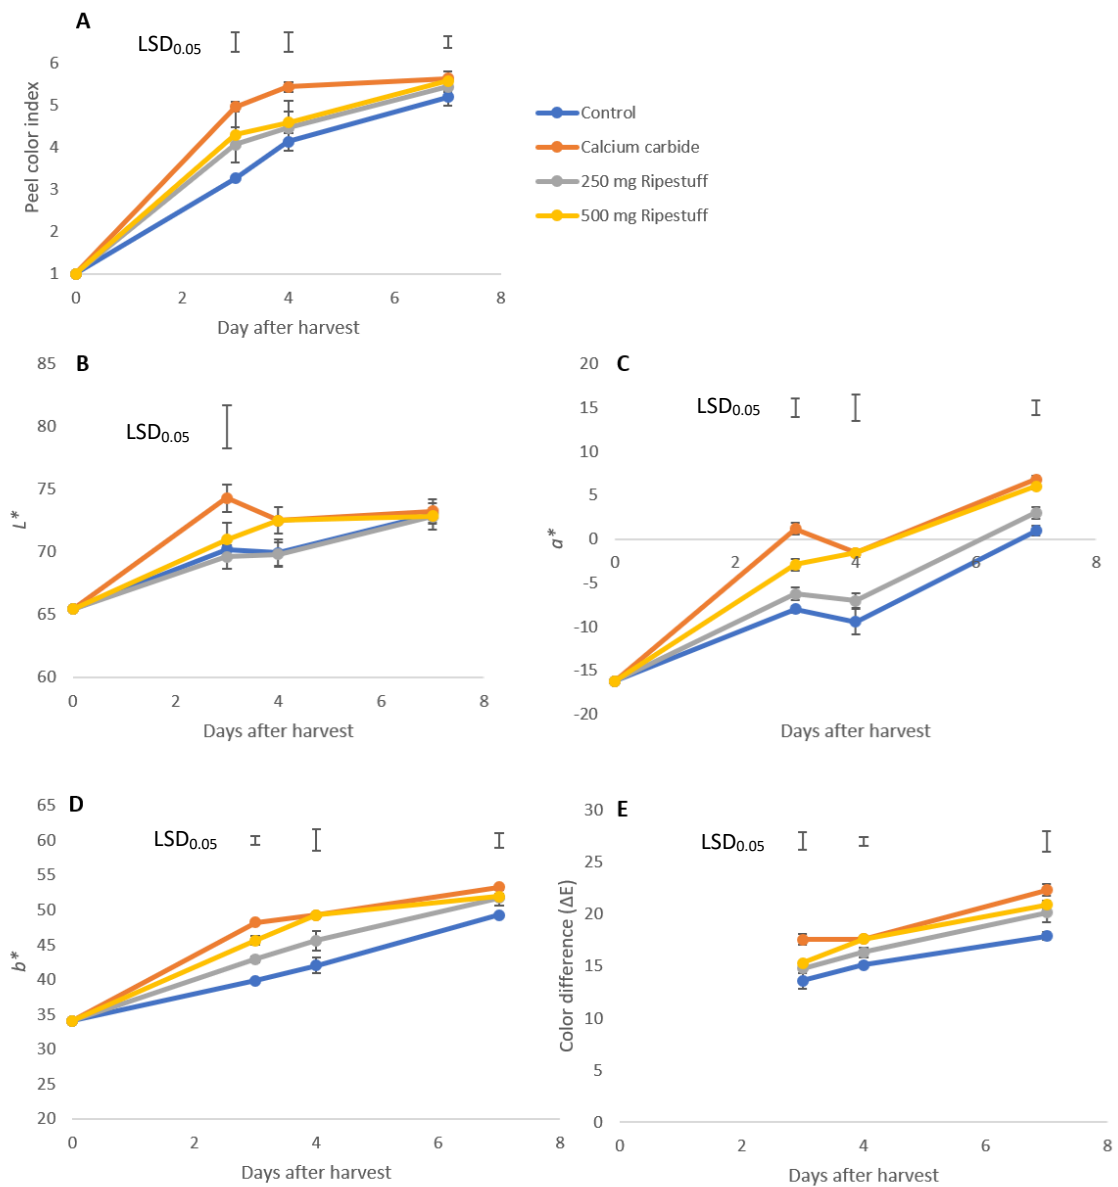 A
LSD0.05
Peel color index
6
5
4
3
2
1
0 2 4 6 8
Day after harvest
Control
Calcium carbide
250 mg Ripestuff
500 mg Ripestuff
B
LSD0.05
L*
85
80
75
70
65
60
0 2 4 6 8
Days after harvest
C
LSD0.05
a*
20
15
10
5
0
-5
-10
-15
-20
0 2 4 6 8
Days after harvest
D
LSD0.05
b*
65
60
55
50
45
40
35
30
25
20
0 2 4 6 8
Days after harvest
E
LSD0.05
Color difference (ΔE)
30
25
20
15
10
5
0
0 2 4 6 8
Days after harvest